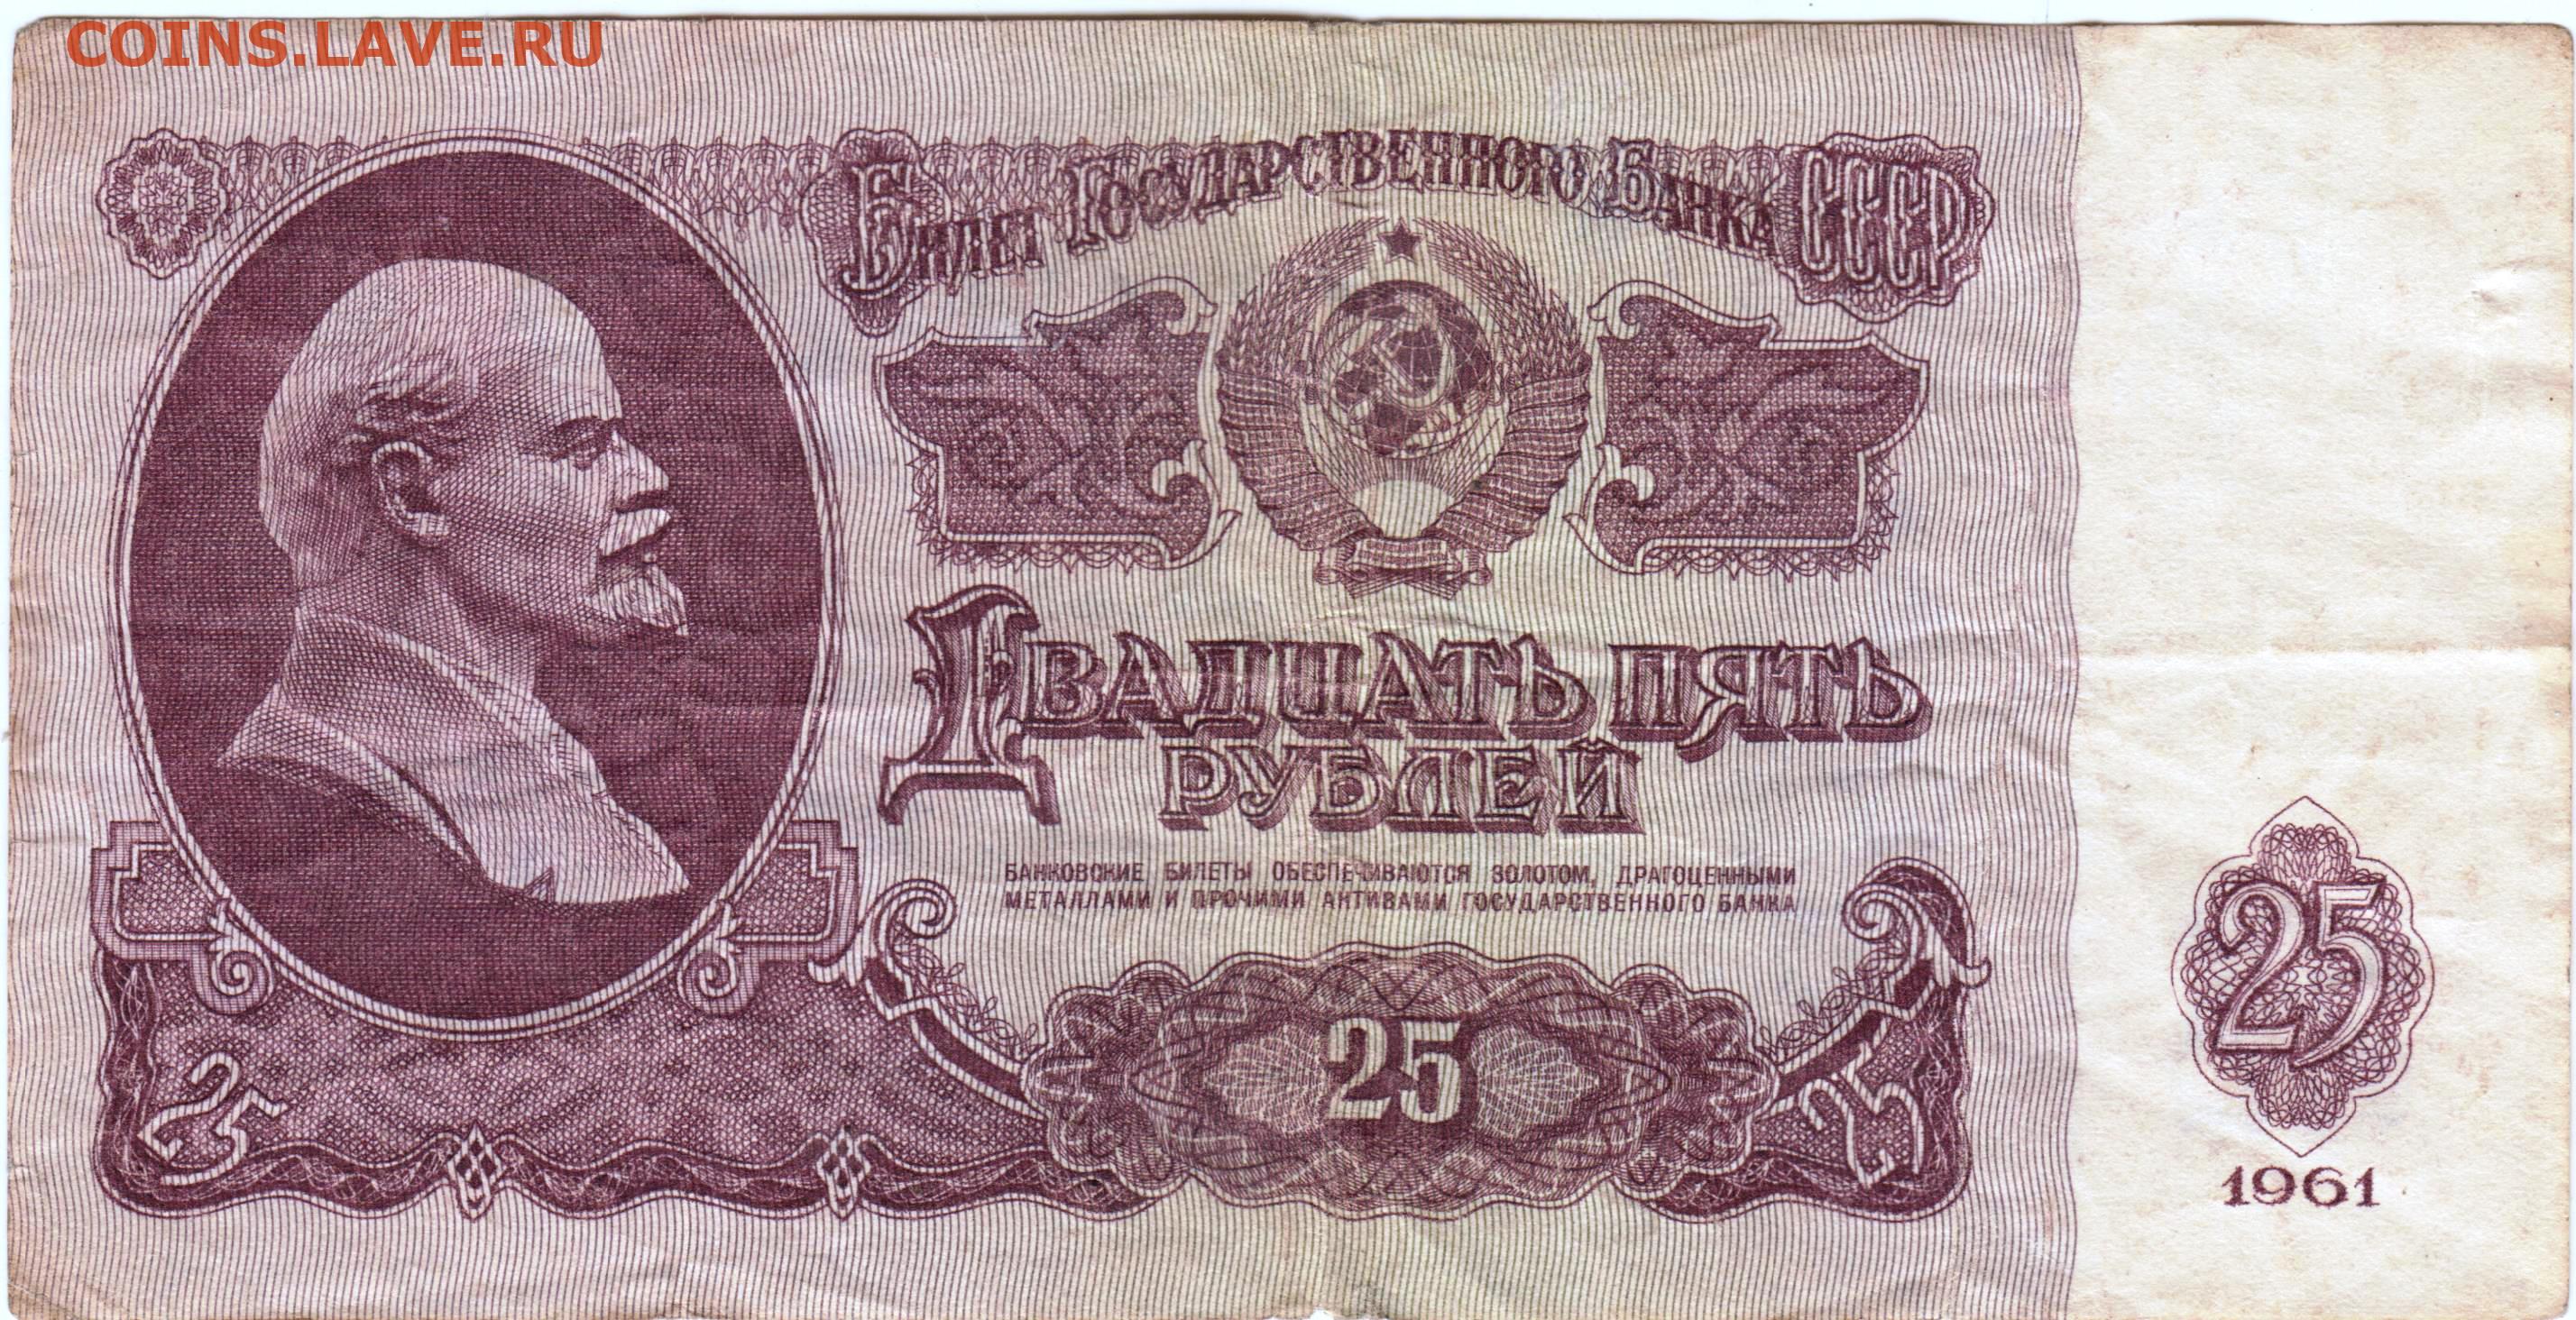 COINS.LAVE.RU
Билет Государственного Банка СССР
Двадцать пять
рублей
БАНКОВСКИЕ БИЛЕТЫ ОБЕСПЕЧИВАЮТСЯ ЗОЛОТОМ, ДРАГОЦЕННЫМИ
МЕТАЛЛАМИ И ПРОЧИМИ АКТИВАМИ ГОСУДАРСТВЕННОГО БАНКА
25
25
25
25
1961